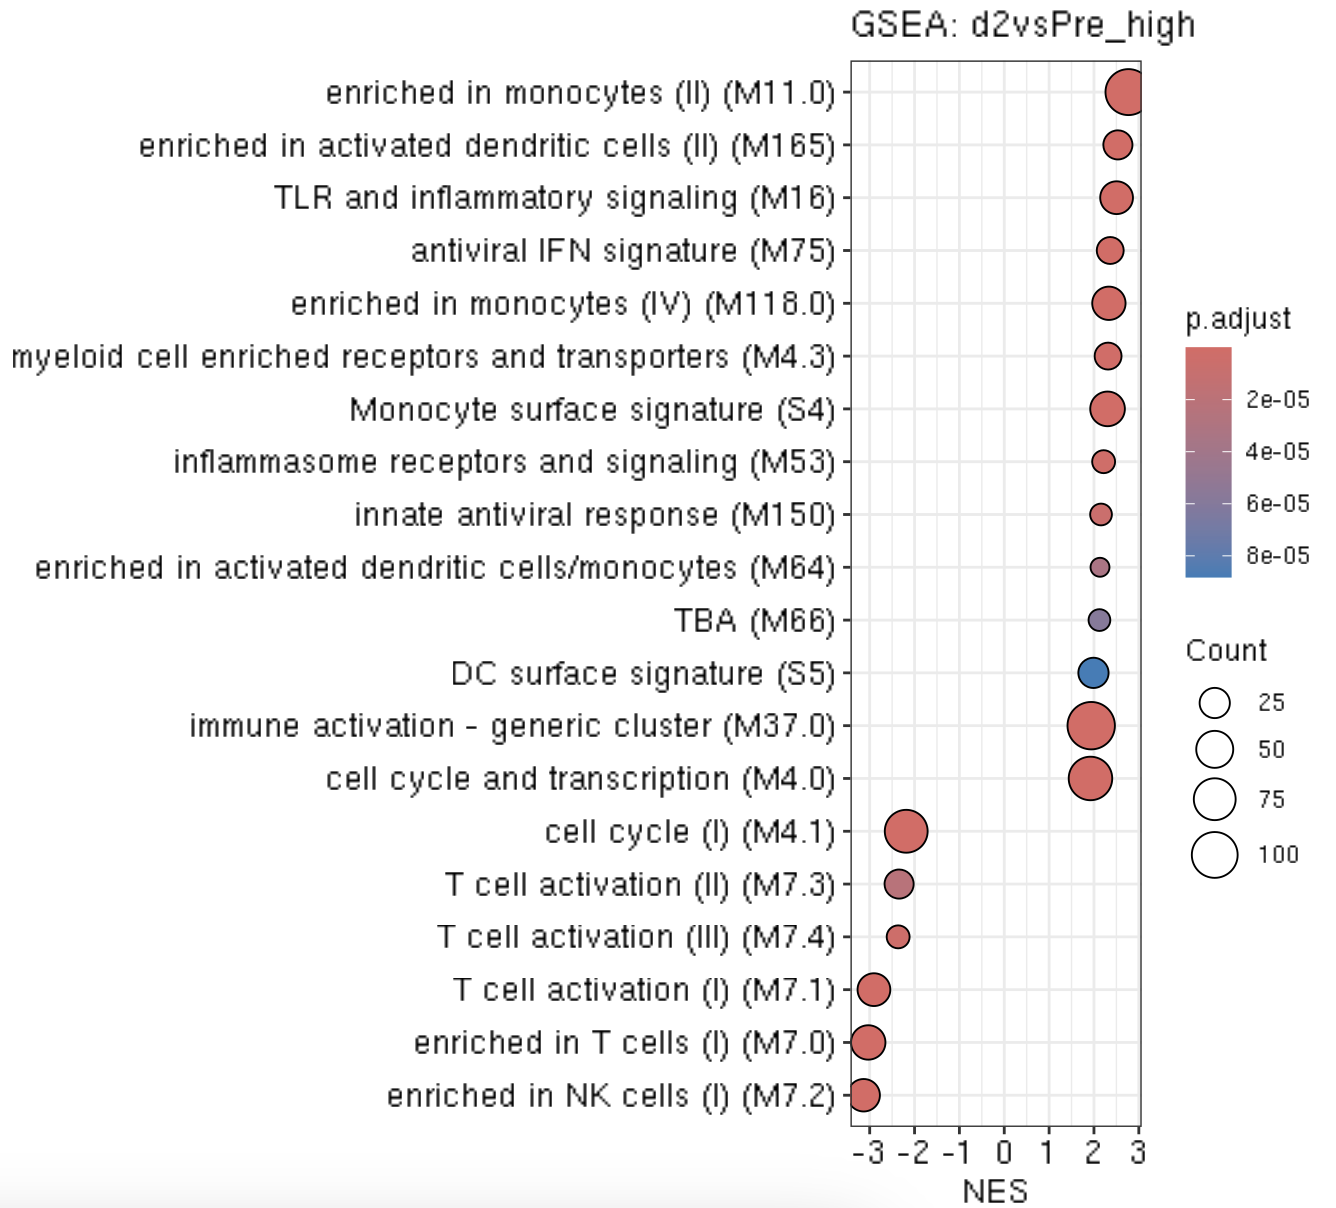 GSEA: d2vsPre_high
enriched in monocytes (II) (M11.0)
enriched in activated dendritic cells (II) (M165)
TLR and inflammatory signaling (M16)
antiviral IFN signature (M75)
enriched in monocytes (IV) (M118.0)
myeloid cell enriched receptors and transporters (M4.3)
Monocyte surface signature (S4)
inflammasome receptors and signaling (M53)
innate antiviral response (M150)
enriched in activated dendritic cells/monocytes (M64)
TBA (M66)
DC surface signature (S5)
immune activation - generic cluster (M37.0)
cell cycle and transcription (M4.0)
cell cycle (I) (M4.1)
T cell activation (II) (M7.3)
T cell activation (III) (M7.4)
T cell activation (I) (M7.1)
enriched in T cells (I) (M7.0)
enriched in NK cells (I) (M7.2)
-3 -2 -1 0 1 2 3
NES
p.adjust
2e-05
4e-05
6e-05
8e-05
Count
25
50
75
100